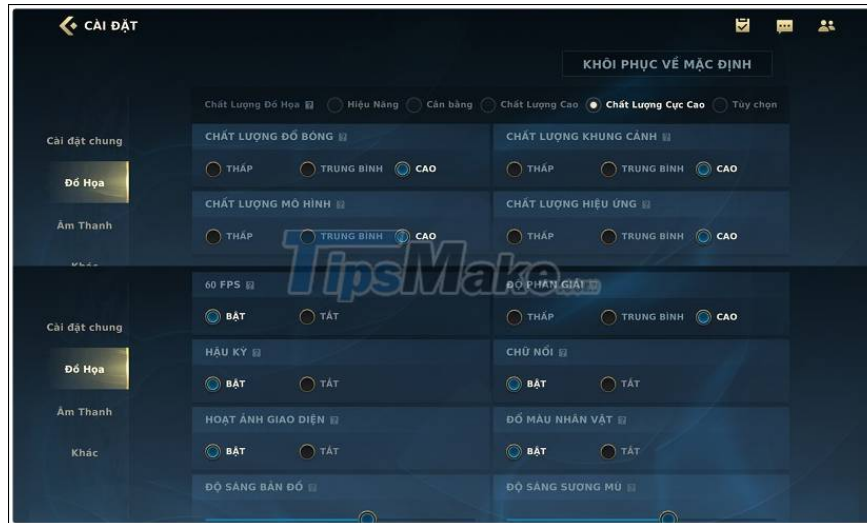 CÀI ĐẶT
KHÔI PHỤC VỀ MẶC ĐỊNH
Chất Lượng Đồ Họa Hiệu Năng Cân bằng Chất Lượng Cao Chất Lượng Cực Cao Tùy chọn
Cài đặt chung
Đồ Họa
Âm Thanh
Khác
CHẤT LƯỢNG ĐỔ BÓNG
THẤP TRUNG BÌNH CAO
CHẤT LƯỢNG KHUNG CẢNH
THẤP TRUNG BÌNH CAO
CHẤT LƯỢNG MÔ HÌNH
THẤP TRUNG BÌNH CAO
CHẤT LƯỢNG HIỆU ỨNG
THẤP TRUNG BÌNH CAO
TipsMake.com
Cài đặt chung
Đồ Họa
Âm Thanh
Khác
60 FPS
BẬT TẮT
ĐỘ PHÂN GIẢI
THẤP TRUNG BÌNH CAO
HẬU KỲ
BẬT TẮT
CHỮ NỔI
BẬT TẮT
HOẠT ẢNH GIAO DIỆN
BẬT TẮT
ĐỔ MÀU NHÂN VẬT
BẬT TẮT
ĐỘ SÁNG BẢN ĐỒ
ĐỘ SÁNG SƯƠNG MÙ